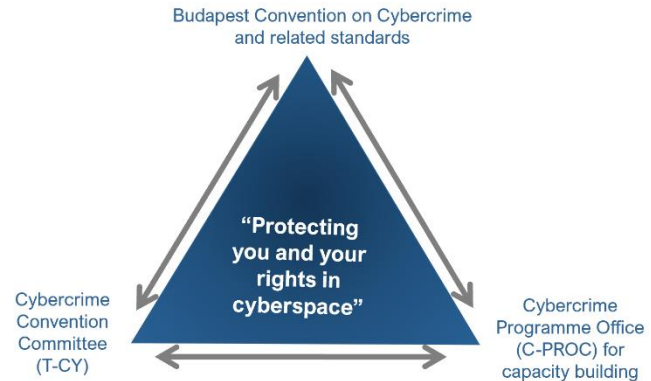 Budapest Convention on Cybercrime
and related standards
“Protecting
you and your
rights in
cyberspace”
Cybercrime
Convention
Committee
(T-CY)
Cybercrime
Programme Office
(C-PROC) for
capacity building